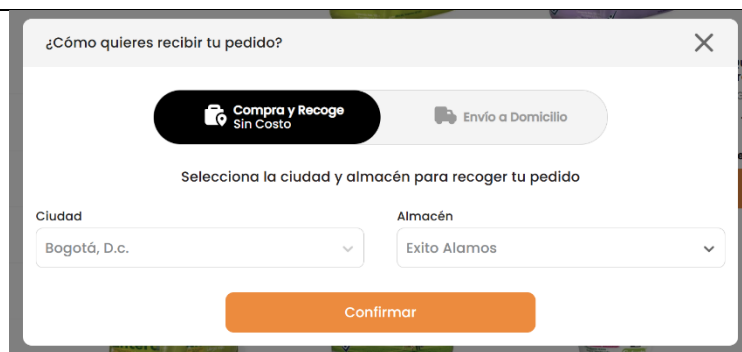 ¿Cómo quieres recibir tu pedido?
Compra y Recoge
Sin Costo
Envío a Domicilio
Selecciona la ciudad y almacén para recoger tu pedido
Ciudad
Almacén
Bogotá, D.c.
Exito Alamos
Confirmar